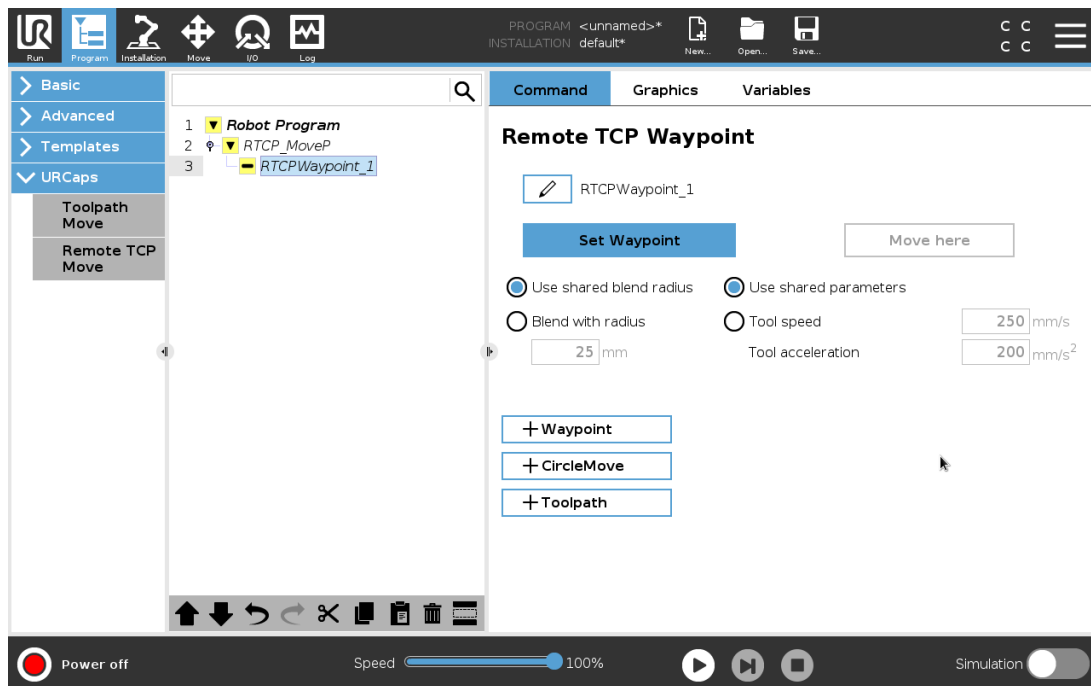 UR
PROGRAM <unnamed>*
INSTALLATION default*
Run
Program
Installation
Move
I/O
Log
New...
Open...
Save...
C C
C C
Basic
Advanced
Templates
URCaps
Toolpath
Move
Remote TCP
Move
1 Robot Program
2 RTCP_MoveP
3 RTCPWaypoint_1
Command Graphics Variables
Remote TCP Waypoint
RTCPWaypoint_1
Set Waypoint Move here
Use shared blend radius Use shared parameters
Blend with radius Tool speed 250 mm/s
25 mm Tool acceleration 200 mm/s2
+Waypoint
+CircleMove
+Toolpath
Power off Speed 100% Simulation